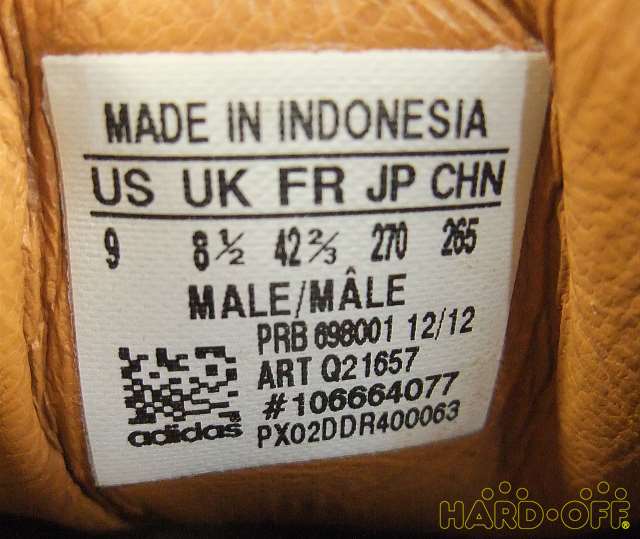 MADE IN INDONESIA
US UK FR JP CHN
9 8½ 42⅔ 270 265
MALE/MÂLE
PRB 698001 12/12
ART Q21657
#106664077
adidas PX02DDR400063
HARD·OFF®